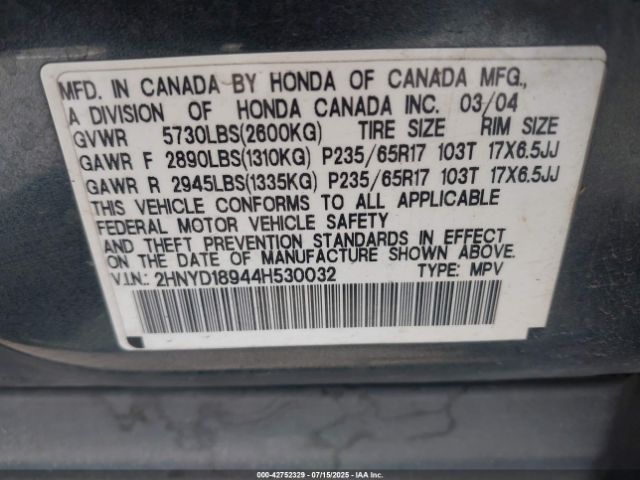 MFD. IN CANADA BY HONDA OF CANADA MFG.,
A DIVISION OF HONDA CANADA INC. 03/04
GVWR 5730LBS(2600KG) TIRE SIZE RIM SIZE
GAWR F 2890LBS(1310KG) P235/65R17 103T 17X6.5JJ
GAWR R 2945LBS(1335KG) P235/65R17 103T 17X6.5JJ
THIS VEHICLE CONFORMS TO ALL APPLICABLE
FEDERAL MOTOR VEHICLE SAFETY
AND THEFT PREVENTION STANDARDS IN EFFECT
ON THE DATE OF MANUFACTURE SHOWN ABOVE.
V.I.N.: 2HNYD18944H530032 TYPE: MPV
000-42752329 - 07/15/2025 - IAA Inc.